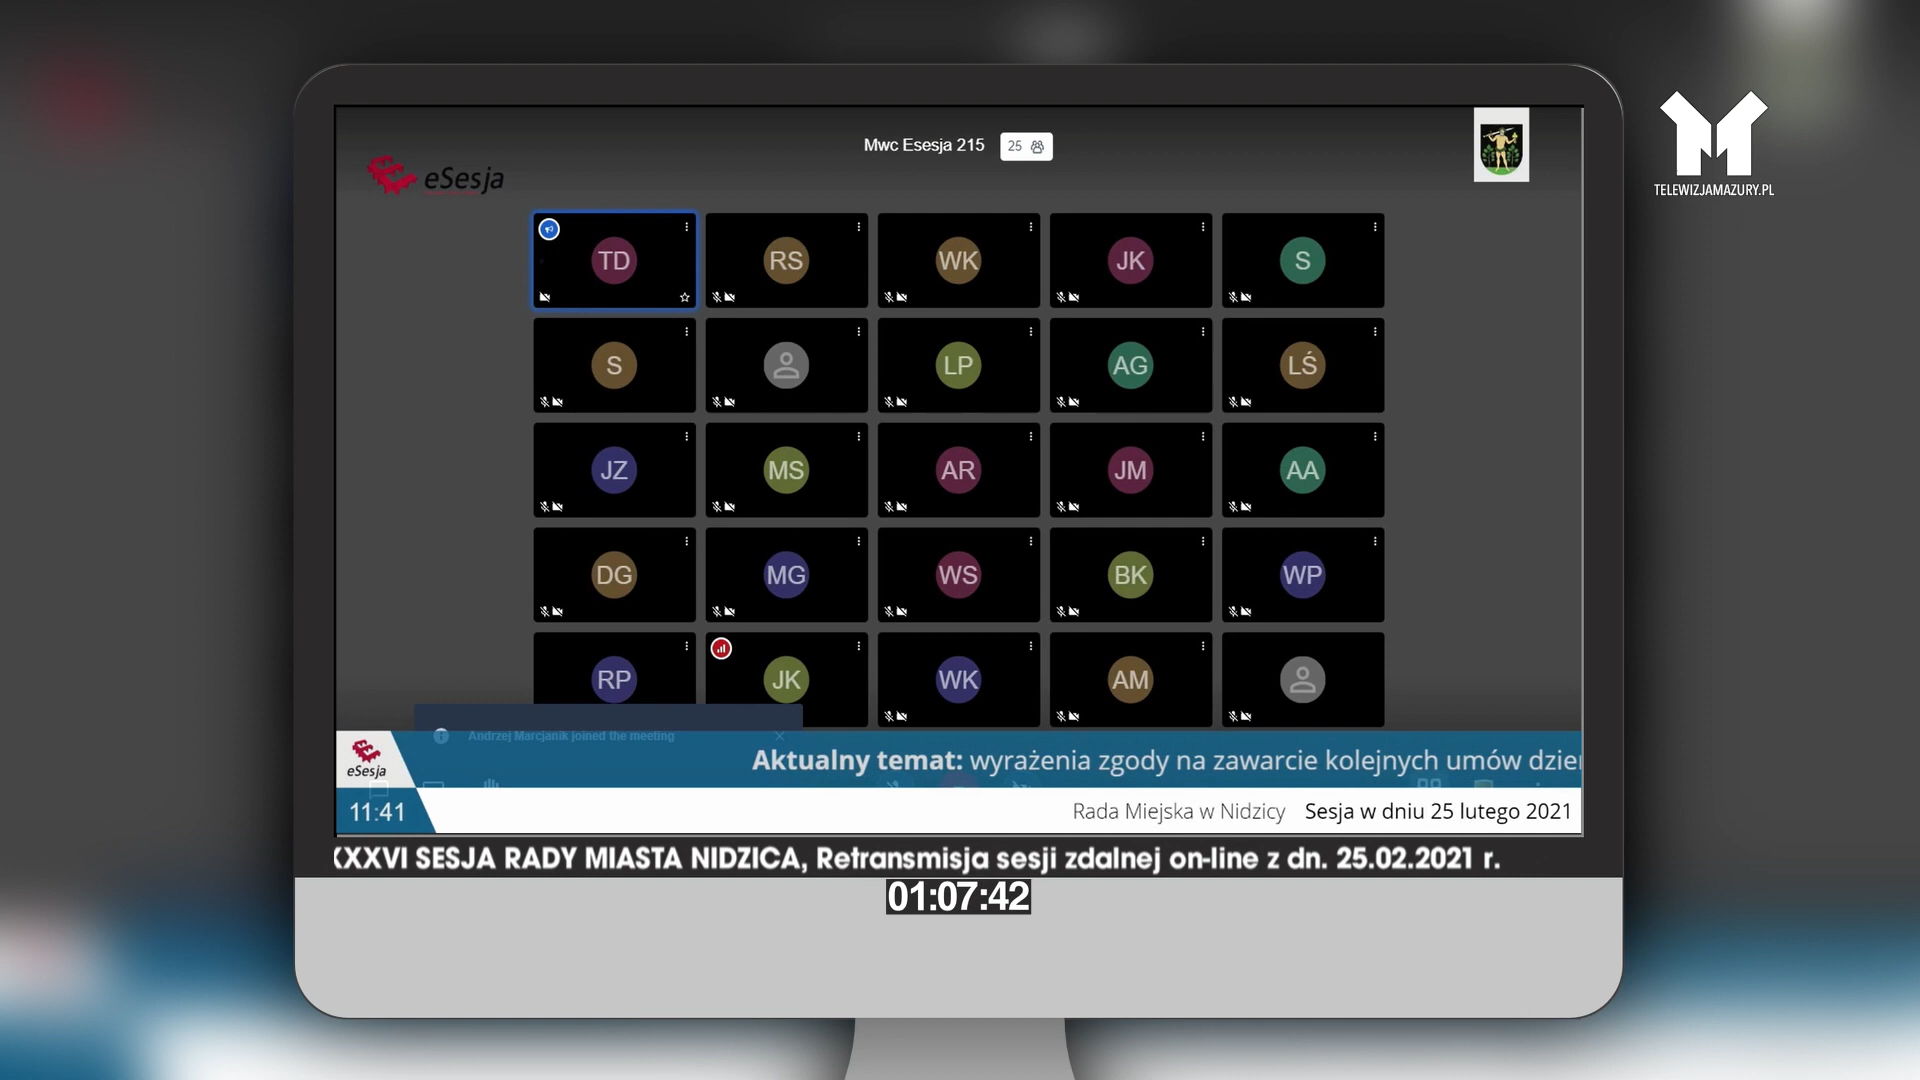 Mwc Esesja 215 25
eSesja
TELEWIZJAMAZURY.PL
TD RS WK JK S
S LP AG LŚ
JZ MS AR JM AA
DG MG WS BK WP
RP JK WK AM
Andrzej Marcjanik joined the meeting
eSesja
Aktualny temat: wyrażenia zgody na zawarcie kolejnych umów dzier
11:41
Rada Miejska w Nidzicy Sesja w dniu 25 lutego 2021
XXXVI SESJA RADY MIASTA NIDZICA, Retransmisja sesji zdalnej on-line z dn. 25.02.2021 r.
01:07:42